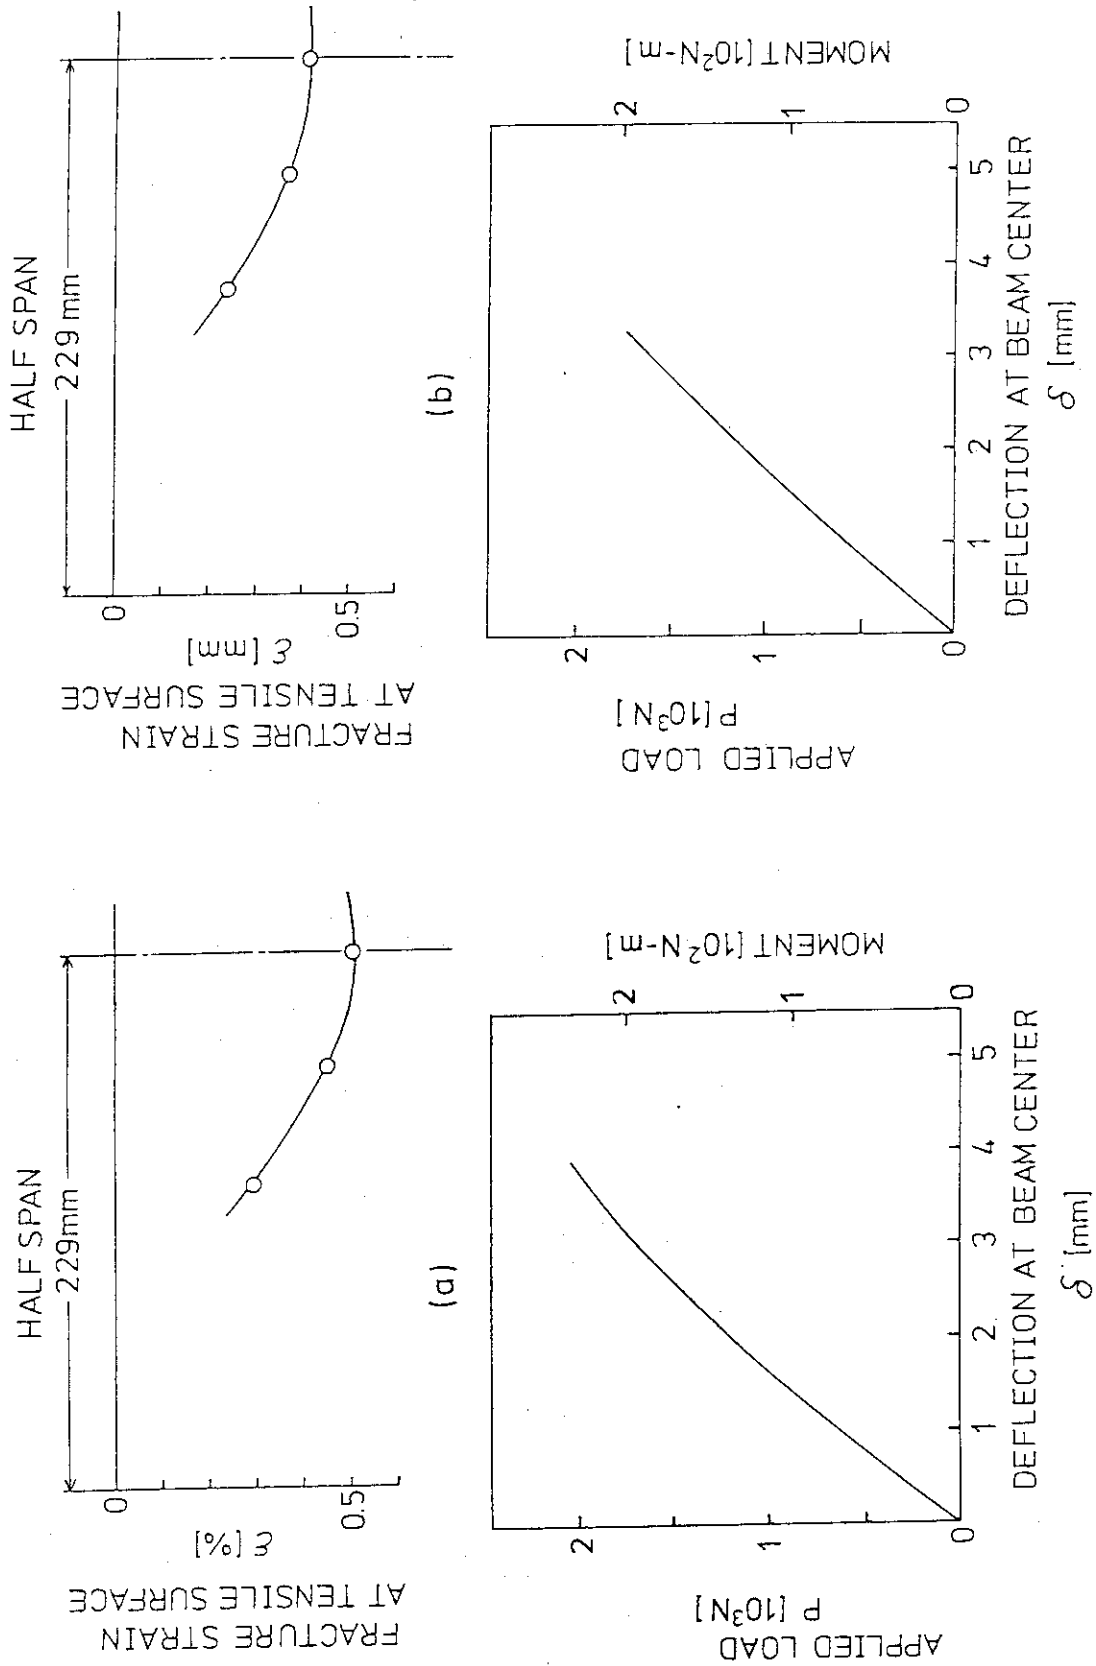 HALF SPAN
229mm
0
0.5
ε [%]
FRACTURE STRAIN
AT TENSILE SURFACE
(a)
2
1
0
APPLIED LOAD
P [10³N]
1
2
3
4
5
DEFLECTION AT BEAM CENTER
δ [mm]
2
1
0
MOMENT [10²N-m]
HALF SPAN
229 mm
0
0.5
ε [mm]
FRACTURE STRAIN
AT TENSILE SURFACE
(b)
2
1
0
APPLIED LOAD
P [10³N]
1
2
3
4
5
DEFLECTION AT BEAM CENTER
δ [mm]
2
1
0
MOMENT [10²N-m]